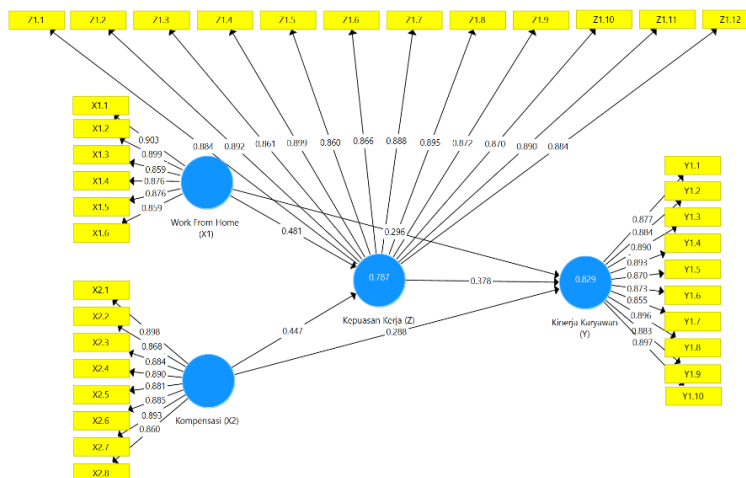 Z1.1 Z1.2 Z1.3 Z1.4 Z1.5 Z1.6 Z1.7 Z1.8 Z1.9 Z1.10 Z1.11 Z1.12
0.884 0.892 0.861 0.899 0.860 0.866 0.888 0.895 0.872 0.870 0.890 0.884
X1.1
X1.2
X1.3
X1.4
X1.5
X1.6
0.903
0.899
0.859
0.876
0.876
0.859
Work From Home
(X1)
0.481
0.296
X2.1
X2.2
X2.3
X2.4
X2.5
X2.6
X2.7
X2.8
0.898
0.868
0.884
0.890
0.881
0.885
0.893
0.860
Kompensasi (X2)
0.447
0.288
0.787
Kepuasan Kerja (Z)
0.378
0.829
Kinerja Karyawan
(Y)
0.877
0.884
0.890
0.893
0.870
0.873
0.855
0.896
0.883
0.897
Y1.1
Y1.2
Y1.3
Y1.4
Y1.5
Y1.6
Y1.7
Y1.8
Y1.9
Y1.10